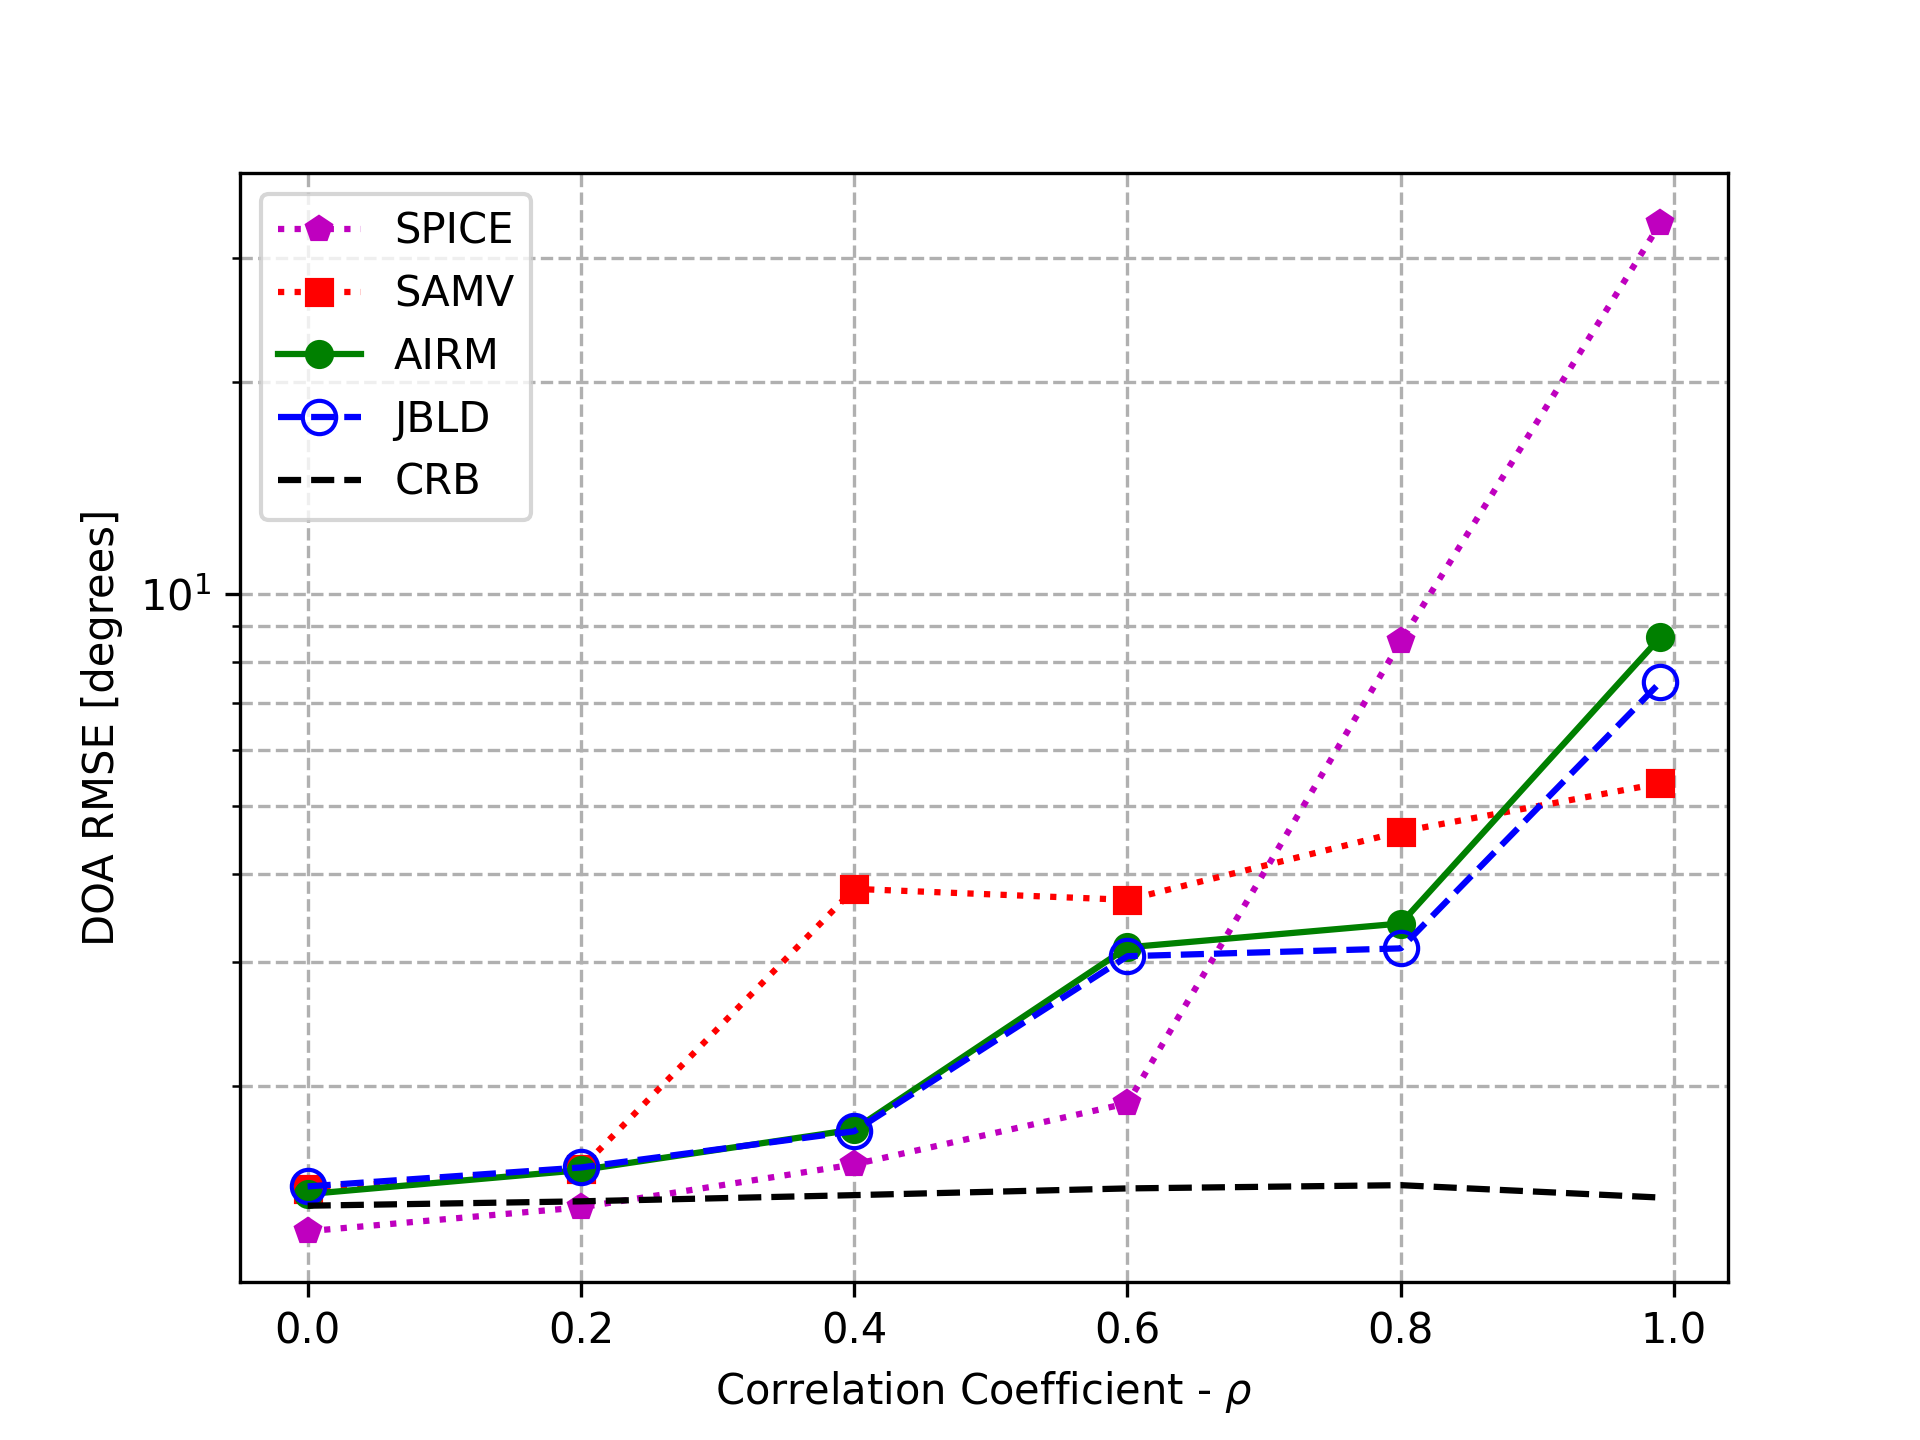 SPICE
SAMV
AIRM
JBLD
CRB
DOA RMSE [degrees]
10¹
0.0 0.2 0.4 0.6 0.8 1.0
Correlation Coefficient - ρ